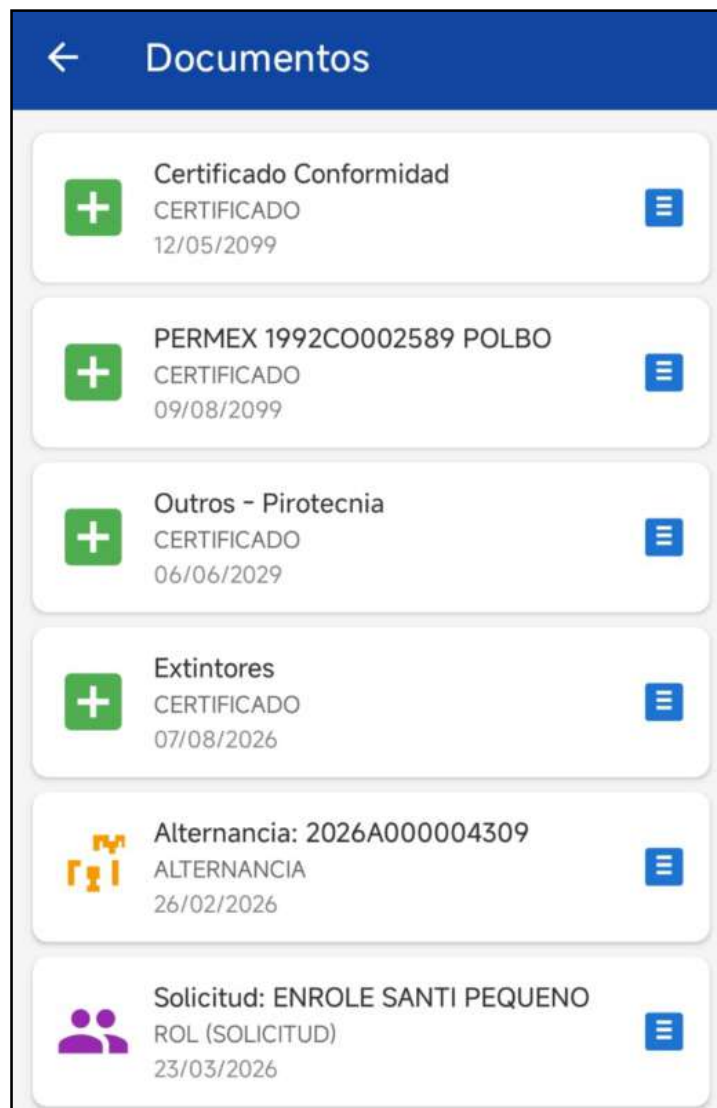 Documentos
Certificado Conformidad
CERTIFICADO
12/05/2099
PERMEX 1992CO002589 POLBO
CERTIFICADO
09/08/2099
Outros - Pirotecnia
CERTIFICADO
06/06/2029
Extintores
CERTIFICADO
07/08/2026
Alternancia: 2026A000004309
ALTERNANCIA
26/02/2026
Solicitud: ENROLE SANTI PEQUENO
ROL (SOLICITUD)
23/03/2026